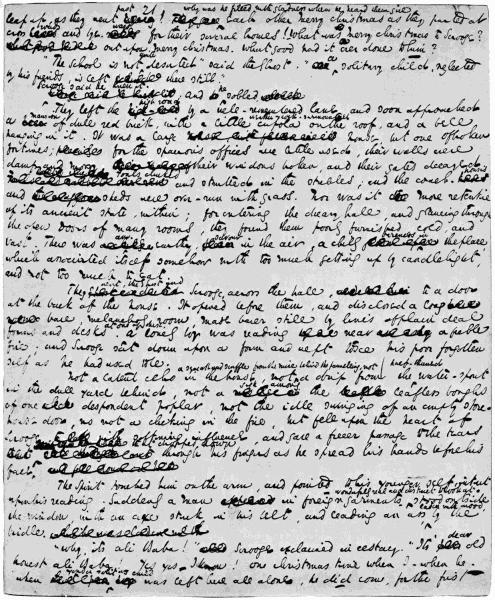 21
past why was he filled with gladness when he heard them give
leap up as they went each other merry christmas as they parted at
cross roads and bye ways for their several homes! What was merry christmas to Scrooge?
out upon merry christmas. What good had it ever done to him?
"The School is not quite deserted" said the Ghost. "A solitary child, neglected
by his friends, is left there still."
Scrooge said he knew it. and he sobbed
They left the high road by a well-remembered lane, and soon approached
a mansion of dull red brick, with a little weathercock-surmounted cupola on the roof, and a bell
hanging in it. It was a large house, but one of broken
fortunes; for the spacious offices were little used, their walls were
damp and mossy their windows broken, and their gates decayed.
Fowls clucked and strutted in the stables; and the coach houses
and sheds were over-run with grass. Nor was it more retentive
of its ancient state, within; for entering the dreary hall, and glancing through
the open doors of many rooms, they found them poorly furnished, cold, and
vast. There was an earthy savour in the air, a chilly bareness in the place
which associated itself somehow with too much getting up by candlelight
and not too much to eat.
They went, the Ghost and Scrooge, across the hall, to a door
at the back of the house. It opened before them, and disclosed a long
bare, melancholy room, made barer still by lines of plain deal
forms and desks. At one of these a lonely boy was reading near a feeble
fire; and Scrooge sat down upon a form and wept to see his poor forgotten
self as he had used to be.
Not a latent echo in the house, not a squeak and scuffle from the mice behind the panneling, not a drip from the half-thawed water-spout
in the dull yard behind, not a sigh among the leafless boughs
of one despondent poplar, not the idle swinging of an empty store-
house door, no not a clicking in the fire, but fell upon the heart of
Scrooge with softening influence, and gave a freer passage to his tears.
through his fingers as he spread his hands before his
face.
The Spirit touched him on the arm, and pointed to his younger self, intent
upon his reading. Suddenly a man in foreign garments: wonderfully real and distinct to look at: stood outside
the window, with an axe stuck in his belt, and leading an ass laden with wood by the
bridle.
"Why, it's Ali Baba!" Scrooge exclaimed in ecstacy. "It's dear old
honest Ali Baba. Yes yes, I know! One Christmas time when - when
yonder solitary child was left here all alone, he did come, for the first